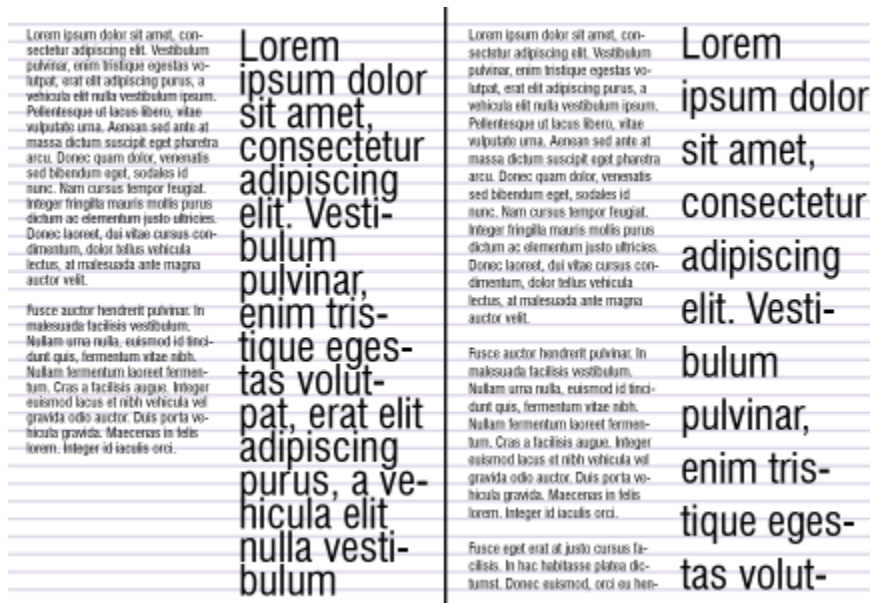 Lorem ipsum dolor sit amet, con-
sectetur adipiscing elit. Vestibulum
pulvinar, enim tristique egestas vo-
lutpat, erat elit adipiscing purus, a
vehicula elit nulla vestibulum ipsum.
Pellentesque ut lacus libero, vitae
vulputate urna. Aenean sed ante at
massa dictum suscipit eget pharetra
arcu. Donec quam dolor, venenatis
sed bibendum eget, sodales id
nunc. Nam cursus tempor feugiat.
Integer fringilla mauris mollis purus
dictum ac elementum justo ultricies.
Donec laoreet, dui vitae cursus con-
dimentum, dolor tellus vehicula
lectus, at malesuada ante magna
auctor velit.
Fusce auctor hendrerit pulvinar. In
malesuada facilisis vestibulum.
Nullam urna nulla, euismod id tinci-
dunt quis, fermentum vitae nibh.
Nullam fermentum laoreet fermen-
tum. Cras a facilisis augue. Integer
euismod lacus et nibh vehicula vel
gravida odio auctor. Duis porta ve-
hicula gravida. Maecenas in felis
lorem. Integer id iaculis orci.
Lorem
ipsum dolor
sit amet,
consectetur
adipiscing
elit. Vesti-
bulum
pulvinar,
enim tris-
tique eges-
tas volut-
pat, erat elit
adipiscing
purus, a ve-
hicula elit
nulla vesti-
bulum
Lorem ipsum dolor sit amet, con-
sectetur adipiscing elit. Vestibulum
pulvinar, enim tristique egestas vo-
lutpat, erat elit adipiscing purus, a
vehicula elit nulla vestibulum ipsum.
Pellentesque ut lacus libero, vitae
vulputate urna. Aenean sed ante at
massa dictum suscipit eget pharetra
arcu. Donec quam dolor, venenatis
sed bibendum eget, sodales id
nunc. Nam cursus tempor feugiat.
Integer fringilla mauris mollis purus
dictum ac elementum justo ultricies.
Donec laoreet, dui vitae cursus con-
dimentum, dolor tellus vehicula
lectus, at malesuada ante magna
auctor velit.
Fusce auctor hendrerit pulvinar. In
malesuada facilisis vestibulum.
Nullam urna nulla, euismod id tinci-
dunt quis, fermentum vitae nibh.
Nullam fermentum laoreet fermen-
tum. Cras a facilisis augue. Integer
euismod lacus et nibh vehicula vel
gravida odio auctor. Duis porta ve-
hicula gravida. Maecenas in felis
lorem. Integer id iaculis orci.
Fusce eget erat at justo cursus fa-
cilisis. In hac habitasse platea dic-
tumst. Donec euismod, orci eu hen-
Lorem
ipsum dolor
sit amet,
consectetur
adipiscing
elit. Vesti-
bulum
pulvinar,
enim tris-
tique eges-
tas volut-